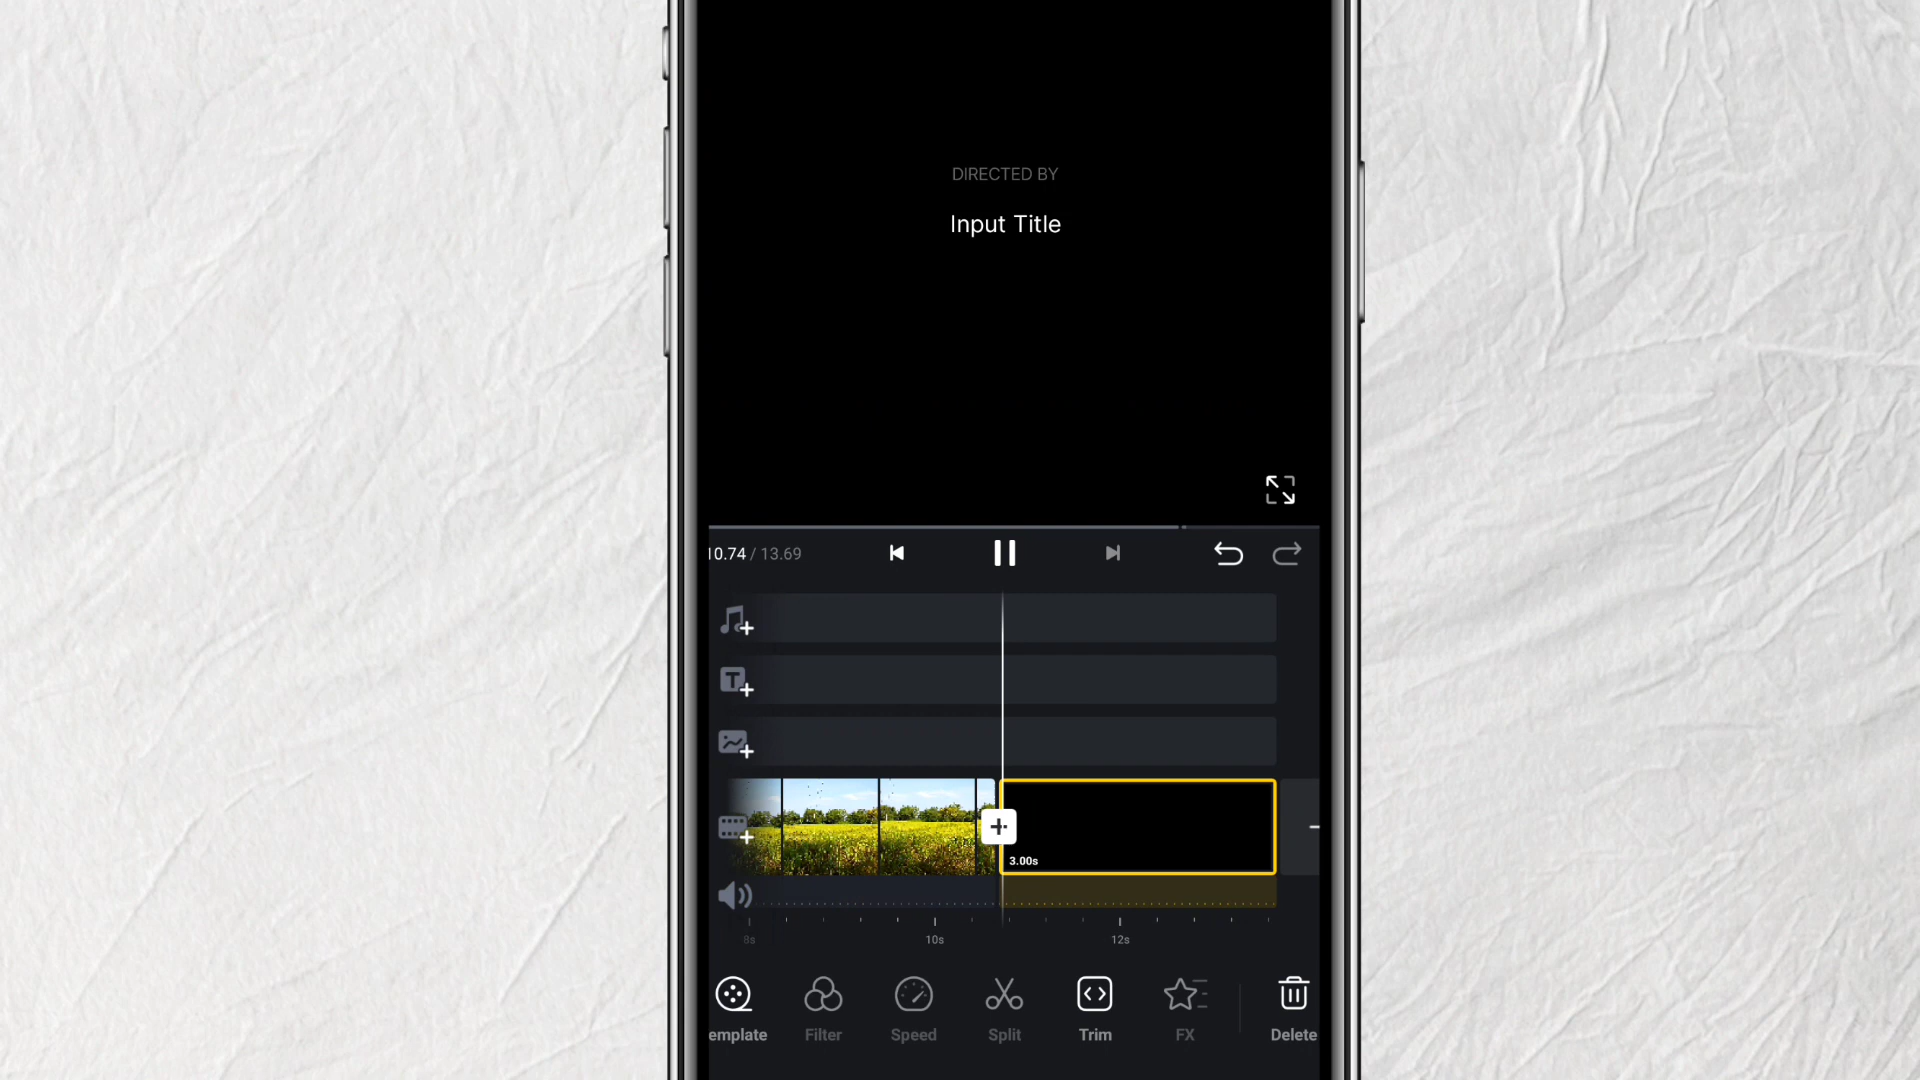 DIRECTED BY
Input Title
10.74 / 13.69
3.00s
8s
10s
12s
emplate
Filter
Speed
Split
Trim
FX
Delete